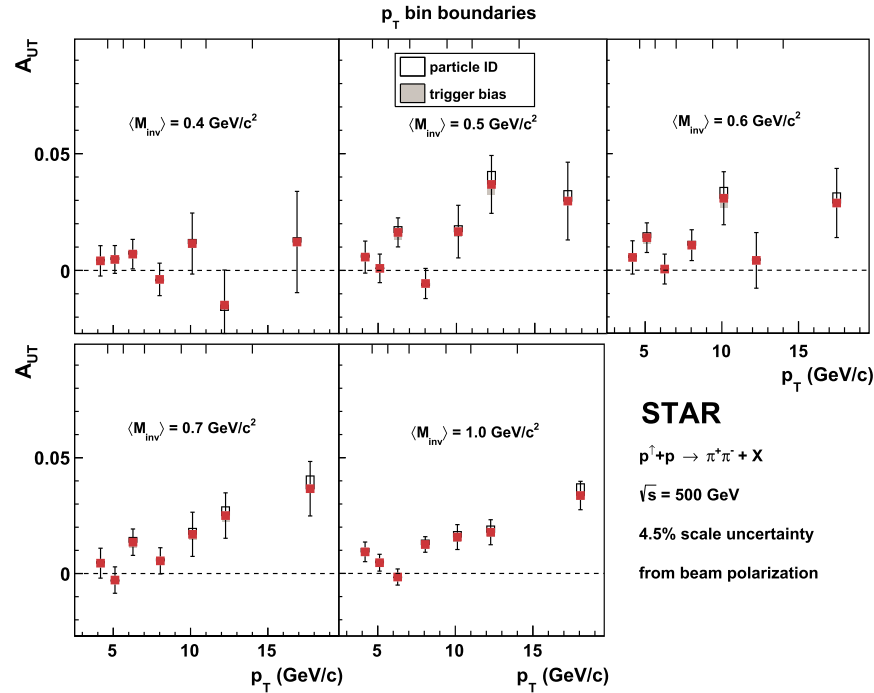 p_T bin boundaries
A_UT
particle ID
trigger bias
⟨M_inv⟩ = 0.4 GeV/c²
⟨M_inv⟩ = 0.5 GeV/c²
⟨M_inv⟩ = 0.6 GeV/c²
0.05
0
5 10 15
p_T (GeV/c)
A_UT
⟨M_inv⟩ = 0.7 GeV/c²
⟨M_inv⟩ = 1.0 GeV/c²
0.05
0
5 10 15
5 10 15
p_T (GeV/c)
p_T (GeV/c)
STAR
p↑+p → π⁺π⁻ + X
√s = 500 GeV
4.5% scale uncertainty
from beam polarization